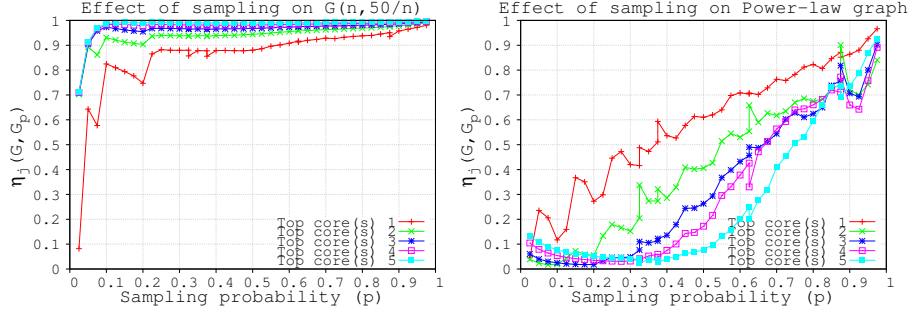 Effect of sampling on G(n,50/n)
η_j(G,G_p)
1
0.9
0.8
0.7
0.6
0.5
0.4
0.3
0.2
0.1
0
0 0.1 0.2 0.3 0.4 0.5 0.6 0.7 0.8 0.9 1
Sampling probability (p)
Top core(s) 1
Top core(s) 2
Top core(s) 3
Top core(s) 4
Top core(s) 5
Effect of sampling on Power-law graph
η_j(G,G_p)
1
0.9
0.8
0.7
0.6
0.5
0.4
0.3
0.2
0.1
0
0 0.1 0.2 0.3 0.4 0.5 0.6 0.7 0.8 0.9 1
Sampling probability (p)
Top core(s) 1
Top core(s) 2
Top core(s) 3
Top core(s) 4
Top core(s) 5